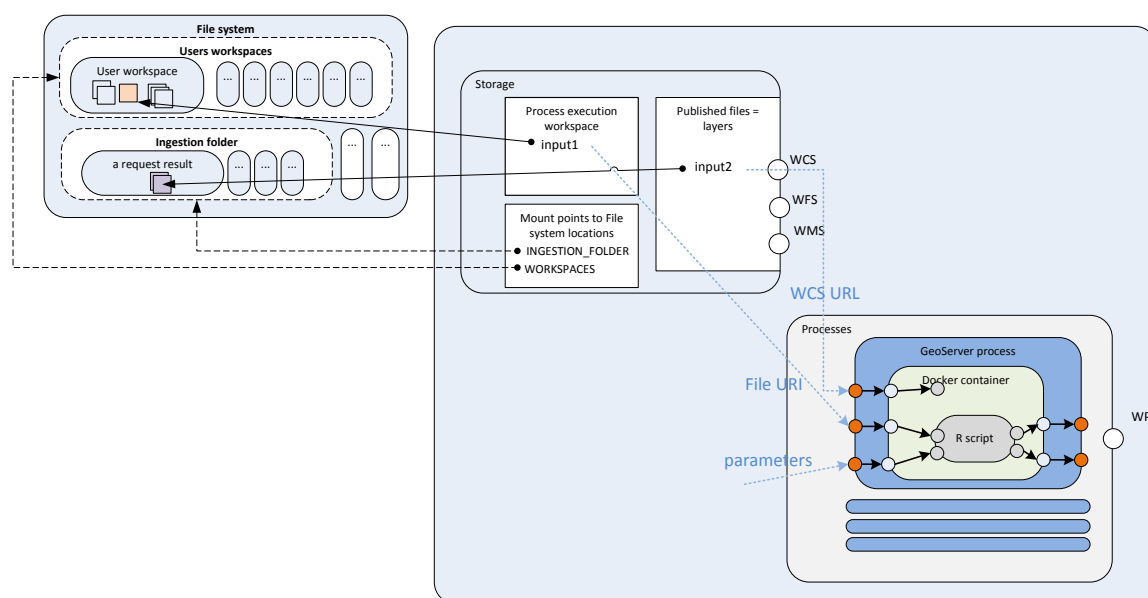 File system
Users workspaces
User workspace
...
...
...
...
...
...
Ingestion folder
a request result
...
...
...
...
...
Storage
Process execution
workspace
input1
Published files =
layers
input2
WCS
WFS
WMS
Mount points to File
system locations
INGESTION_FOLDER
WORKSPACES
WCS URL
File URI
parameters
Processes
GeoServer process
Docker container
R script
WP